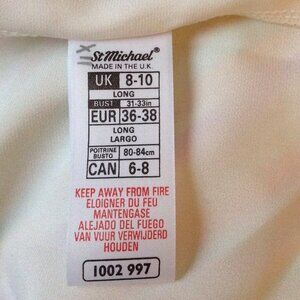 St Michael
MADE IN THE U.K.
UK 8-10
LONG
BUST 31-33in
EUR 36-38
LONG
LARGO
POITRINE BUSTO 80-84cm
CAN 6-8
KEEP AWAY FROM FIRE
ELOIGNER DU FEU
MANTENGASE
ALEJADO DEL FUEGO
VAN VUUR VERWIJDERD
HOUDEN
1002 997